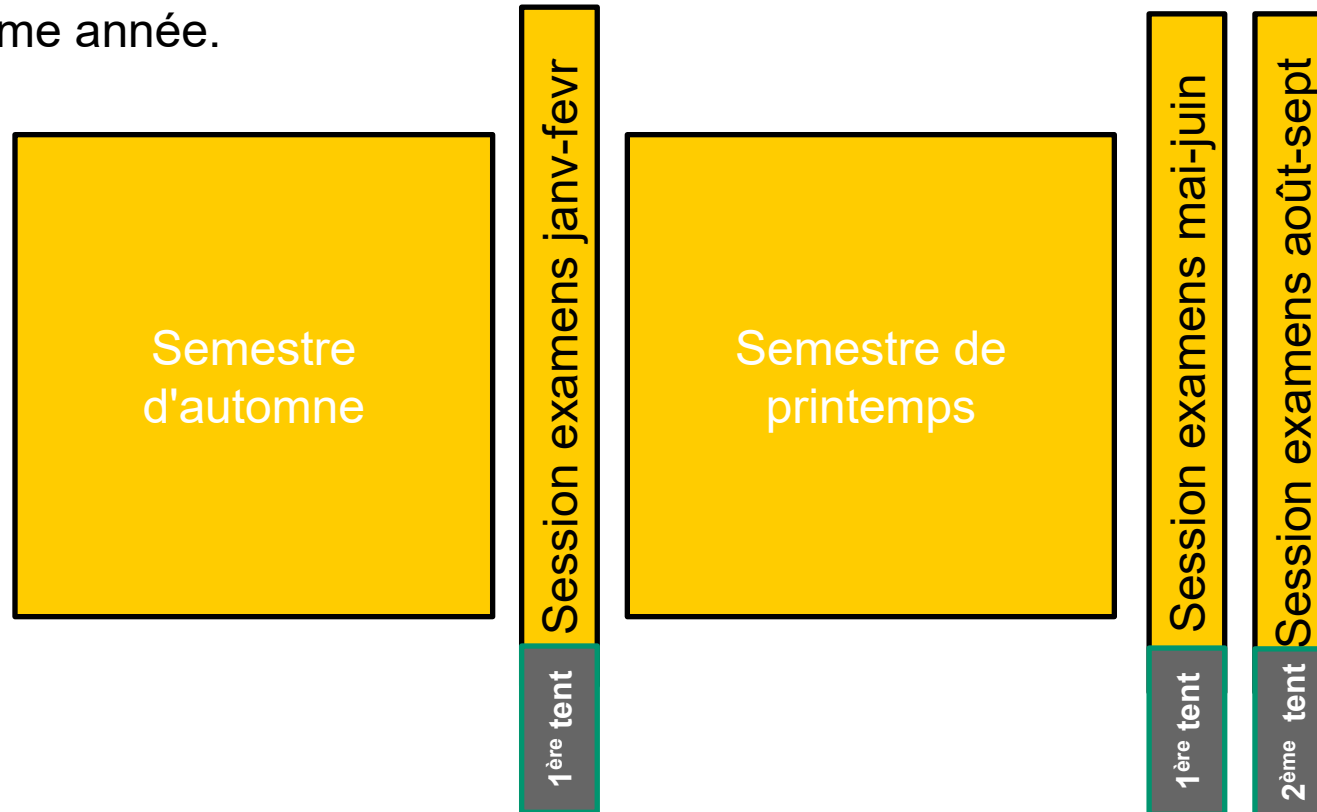 me année.
Semestre
d'automne
Session examens janv-fevr
1ère tent
Semestre de
printemps
Session examens mai-juin
1ère tent
Session examens août-sept
2ème tent